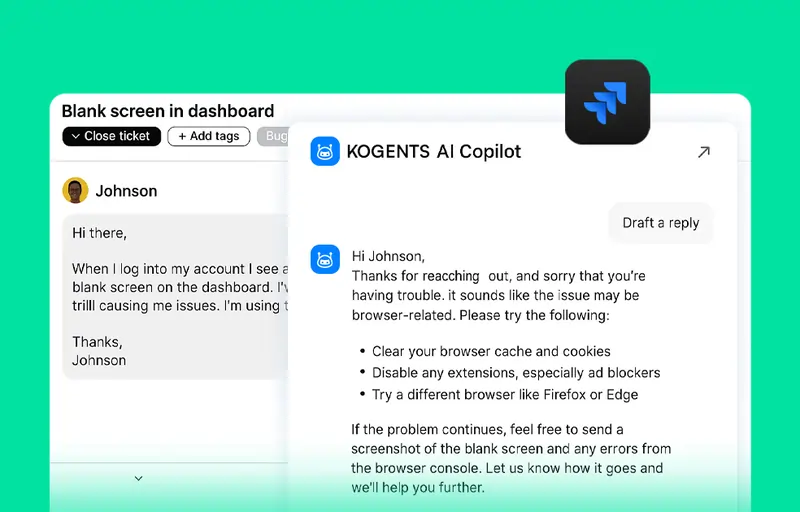 Blank screen in dashboard
Close ticket
+ Add tags
Bug
Johnson
Hi there,
When I log into my account I see a
blank screen on the dashboard. I'v
trilll causing me issues. I'm using t
Thanks,
Johnson
KOGENTS AI Copilot
Draft a reply
Hi Johnson,
Thanks for reacching out, and sorry that you're
having trouble. it sounds like the issue may be
browser-related. Please try the following:
• Clear your browser cache and cookies
• Disable any extensions, especially ad blockers
• Try a different browser like Firefox or Edge
If the problem continues, feel free to send a
screenshot of the blank screen and any errors from
the browser console. Let us know how it goes and
we'll help you further.